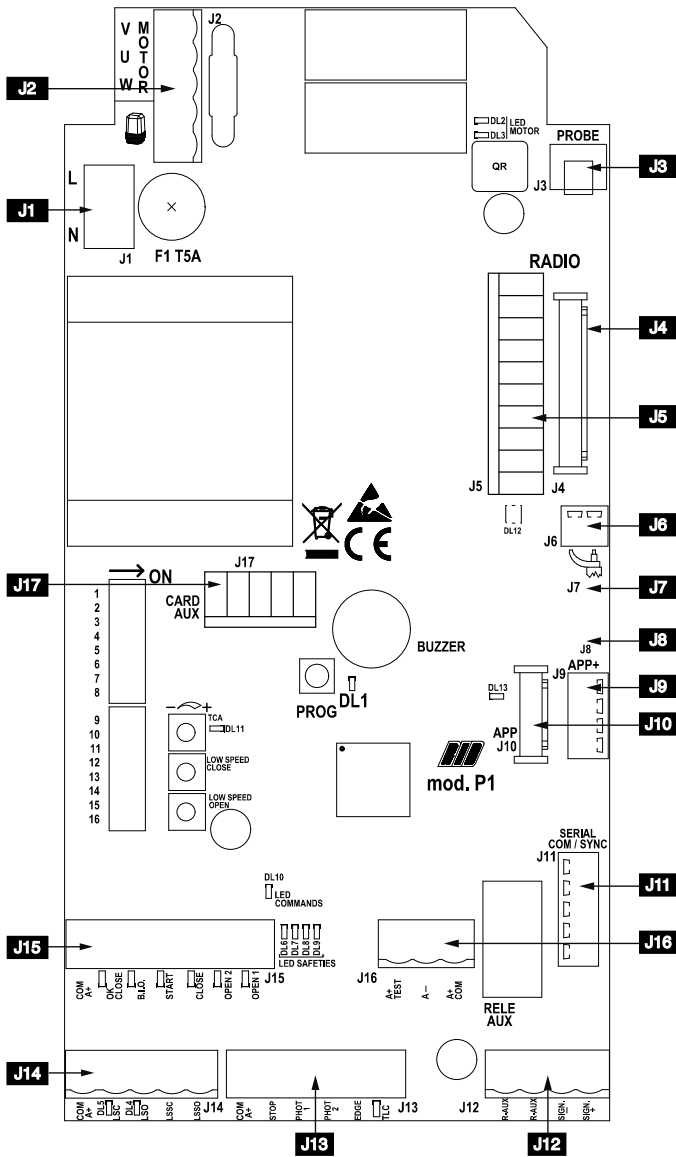 J2
V
U
W
MOTOR
J2
DL2
DL3
LED
MOTOR
PROBE
QR
J3
J3
L
N
J1
J1
F1 T5A
RADIO
J4
J5
J5
J4
DL12
J6
J6
J7
J7
J8
J8
J17
ON
J17
CARD
AUX
CE
1
2
3
4
5
6
7
8
BUZZER
PROG
DL1
J9
APP+
J9
DL13
APP
J10
J10
− +
TCA
DL11
LOW SPEED
CLOSE
LOW SPEED
OPEN
9
10
11
12
13
14
15
16
mod. P1
SERIAL
COM / SYNC
J11
J11
DL10
LED
COMMANDS
J15
DL6
DL7
DL8
DL9
LED SAFETIES
J15
COM
A+
OK
CLOSE
B.I.O.
START
CLOSE
OPEN 2
OPEN 1
J16
J16
A+
TEST
A−
A+
COM
RELE
AUX
J14
J14
COM
A+
DL5
LSC
DL4
LSO
LSSC
LSSO
J13
COM
A+
STOP
PHOT
1
PHOT
2
EDGE
TLC
J13
J12
R-AUX
R-AUX
SIGN.
−
SIGN.
+
J12